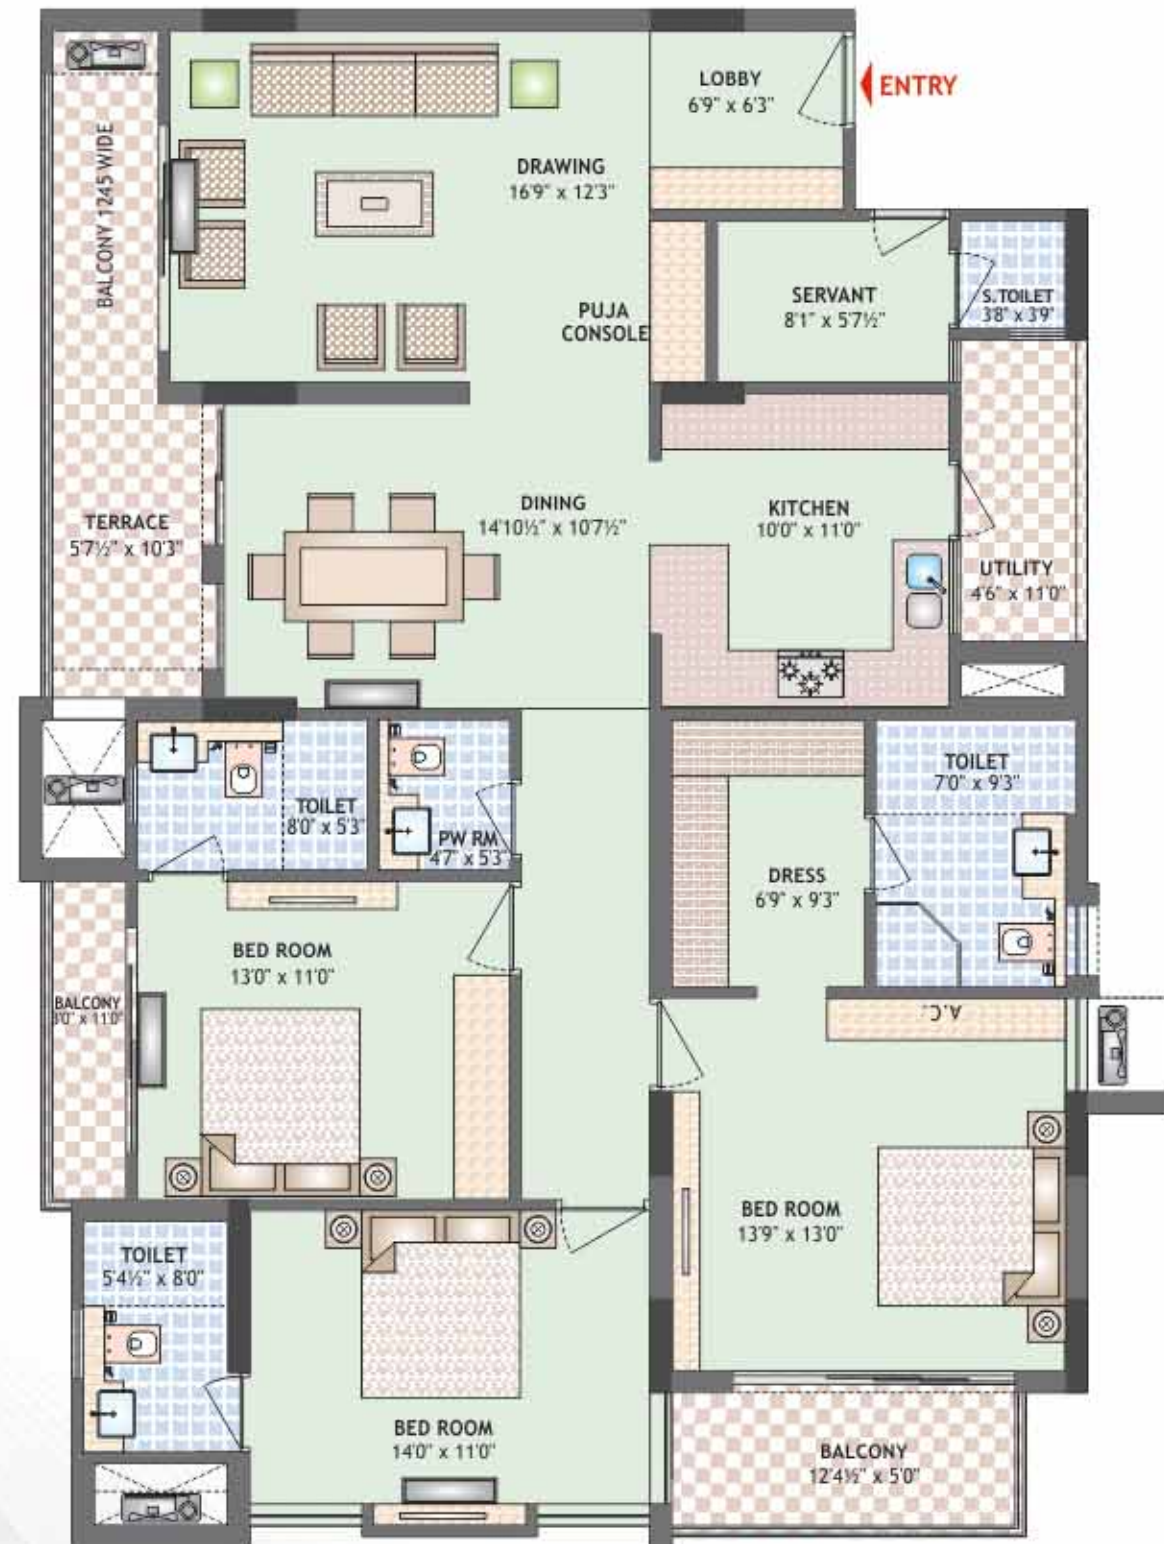 LOBBY
6'9" x 6'3"
ENTRY
DRAWING
16'9" x 12'3"
BALCONY 1245 WIDE
SERVANT
8'1" x 5'7½"
S.TOILET
3'8" x 3'9"
PUJA
CONSOLE
DINING
14'10½" x 10'7½"
KITCHEN
10'0" x 11'0"
TERRACE
5'7½" x 10'3"
UTILITY
4'6" x 11'0"
TOILET
8'0" x 5'3"
PW RM
4'7" x 5'3"
TOILET
7'0" x 9'3"
DRESS
6'9" x 9'3"
BED ROOM
13'0" x 11'0"
BALCONY
3'0" x 11'0"
A.C.
BED ROOM
13'9" x 13'0"
TOILET
5'4½" x 8'0"
BED ROOM
14'0" x 11'0"
BALCONY
12'4½" x 5'0"